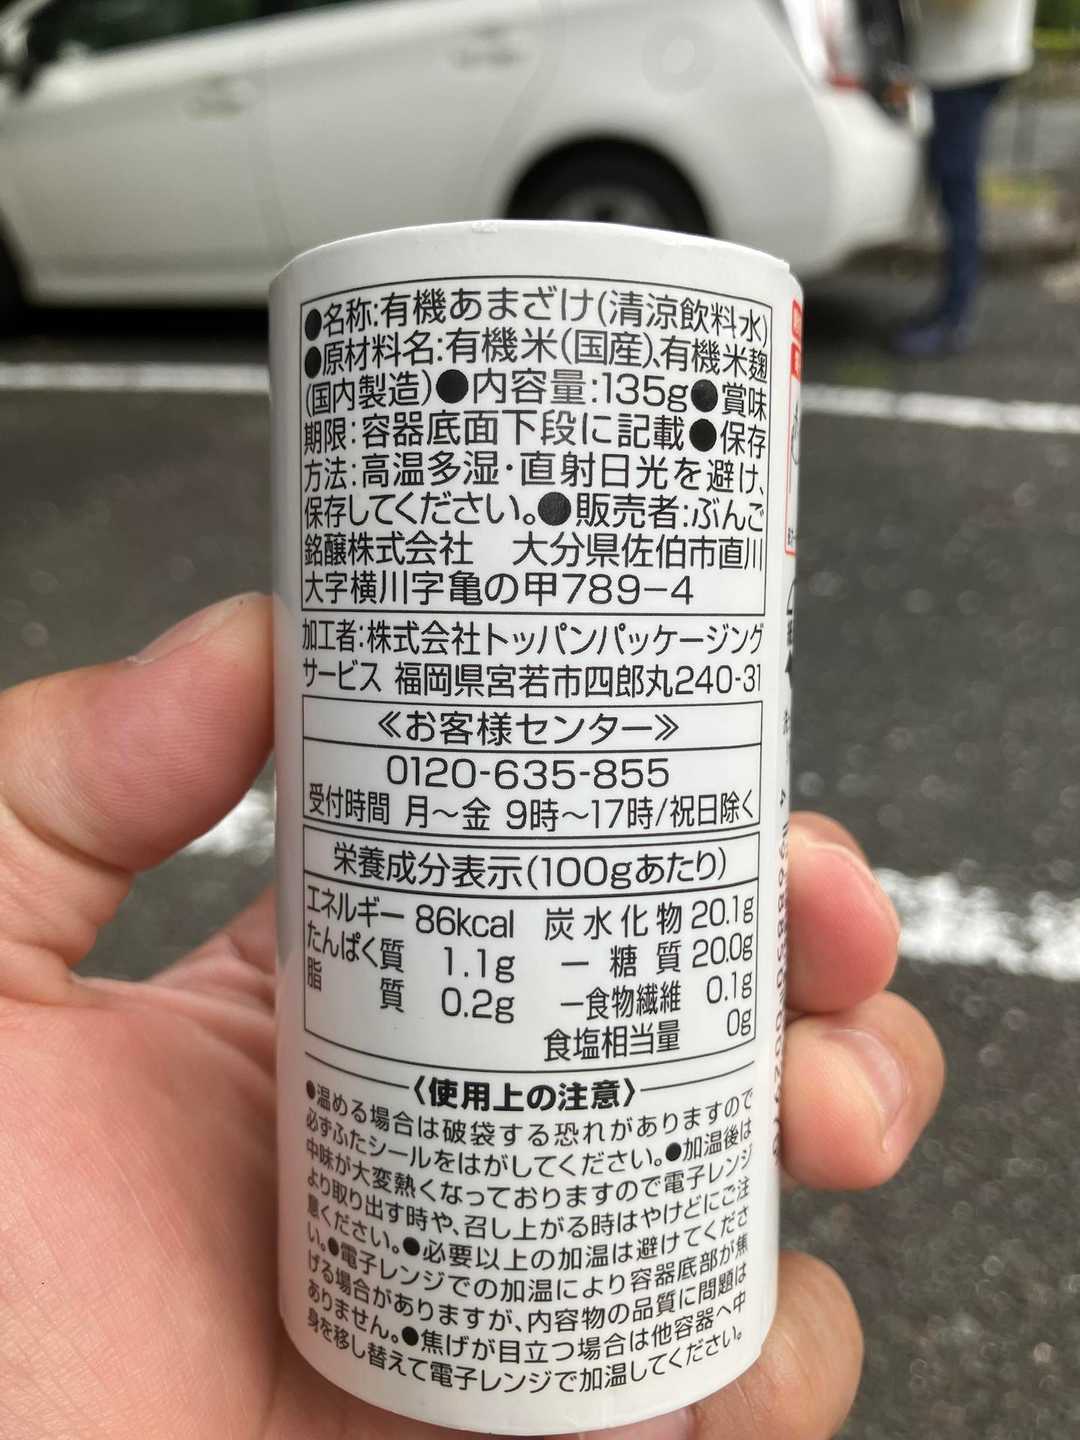 ●名称:有機あまざけ(清涼飲料水)
●原材料名:有機米(国産)、有機米麹
(国内製造)●内容量:135g●賞味
期限:容器底面下段に記載●保存
方法:高温多湿・直射日光を避け、
保存してください。●販売者:ぶんご
銘醸株式会社 大分県佐伯市直川
大字横川字亀の甲789-4
加工者:株式会社トッパンパッケージング
サービス 福岡県宮若市四郎丸240-31
≪お客様センター≫
0120-635-855
受付時間 月～金 9時～17時/祝日除く
栄養成分表示(100gあたり)
エネルギー 86kcal
たんぱく質 1.1g
脂質 0.2g
炭水化物 20.1g
ー糖質 20.0g
ー食物繊維 0.1g
食塩相当量 0g
〈使用上の注意〉
●温める場合は破袋する恐れがありますので
必ずふたシールをはがしてください。●加温後は
中味が大変熱くなっておりますので電子レンジ
より取り出す時や、召し上がる時はやけどにご注
意ください。●必要以上の加温は避けてくださ
い。●電子レンジでの加温により容器底部が焦
げる場合がありますが、内容物の品質に問題は
ありません。●焦げが目立つ場合は他容器へ中
身を移し替えて電子レンジで加温してください。